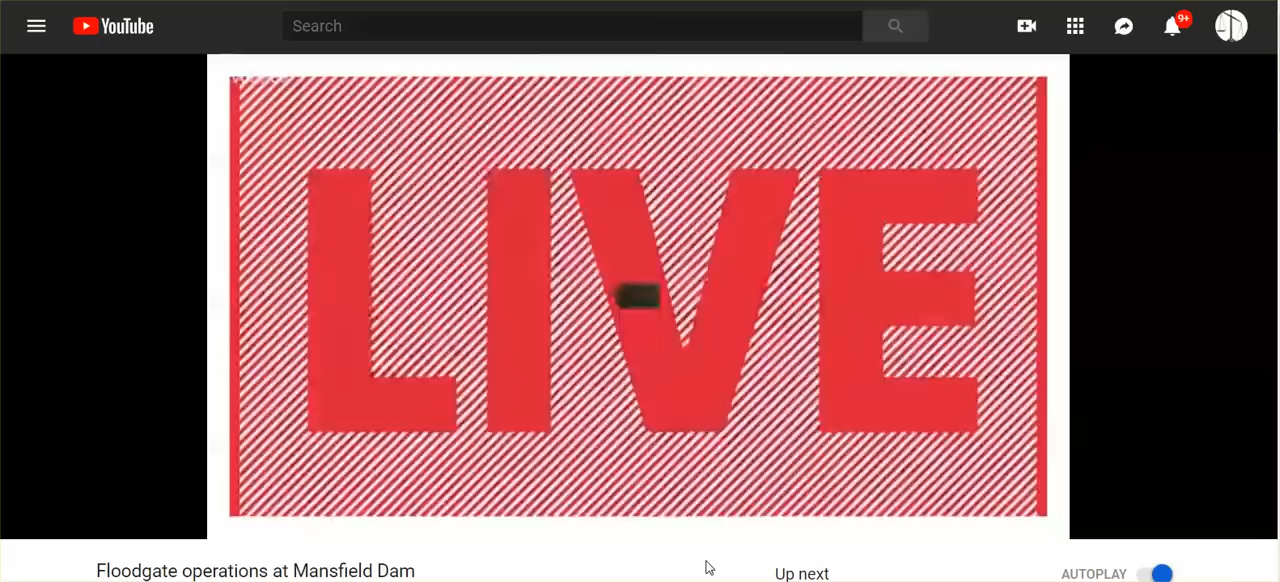 YouTube
Search
9+
LIVE
Floodgate operations at Mansfield Dam
Up next
AUTOPLAY